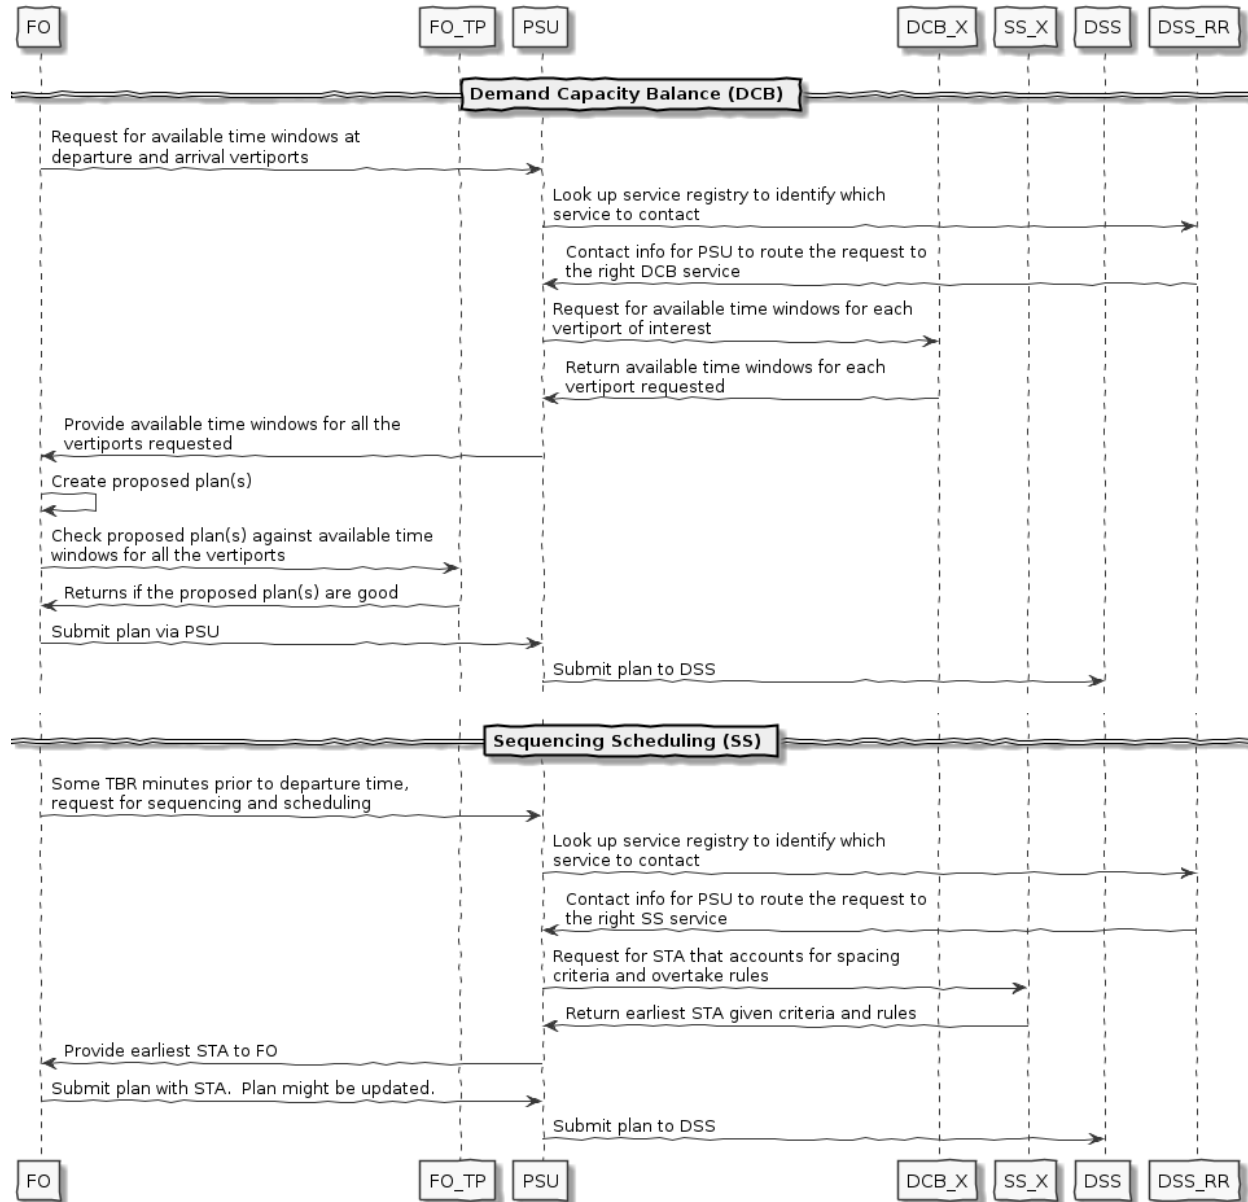 FO FO_TP PSU DCB_X SS_X DSS DSS_RR
Demand Capacity Balance (DCB)
Request for available time windows at
departure and arrival vertiports
Look up service registry to identify which
service to contact
Contact info for PSU to route the request to
the right DCB service
Request for available time windows for each
vertiport of interest
Return available time windows for each
vertiport requested
Provide available time windows for all the
vertiports requested
Create proposed plan(s)
Check proposed plan(s) against available time
windows for all the vertiports
Returns if the proposed plan(s) are good
Submit plan via PSU
Submit plan to DSS
Sequencing Scheduling (SS)
Some TBR minutes prior to departure time,
request for sequencing and scheduling
Look up service registry to identify which
service to contact
Contact info for PSU to route the request to
the right SS service
Request for STA that accounts for spacing
criteria and overtake rules
Return earliest STA given criteria and rules
Provide earliest STA to FO
Submit plan with STA.  Plan might be updated.
Submit plan to DSS
FO FO_TP PSU DCB_X SS_X DSS DSS_RR